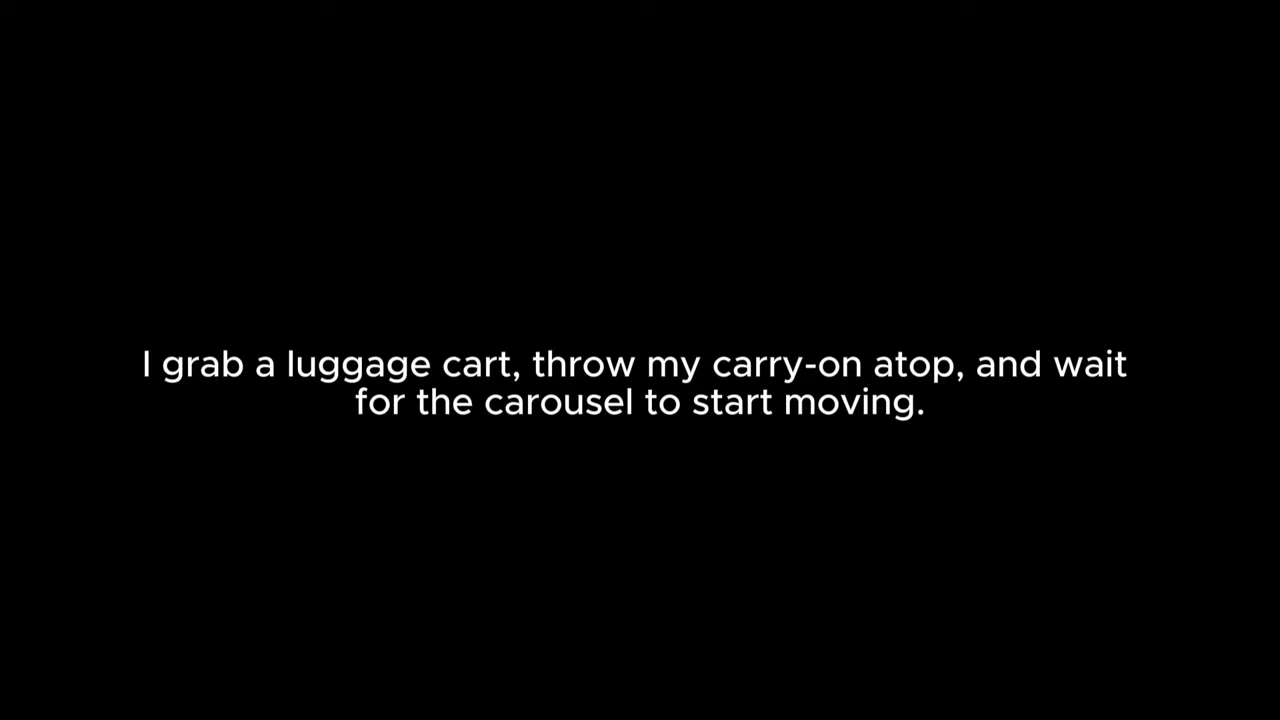 I grab a luggage cart, throw my carry-on atop, and wait
for the carousel to start moving.